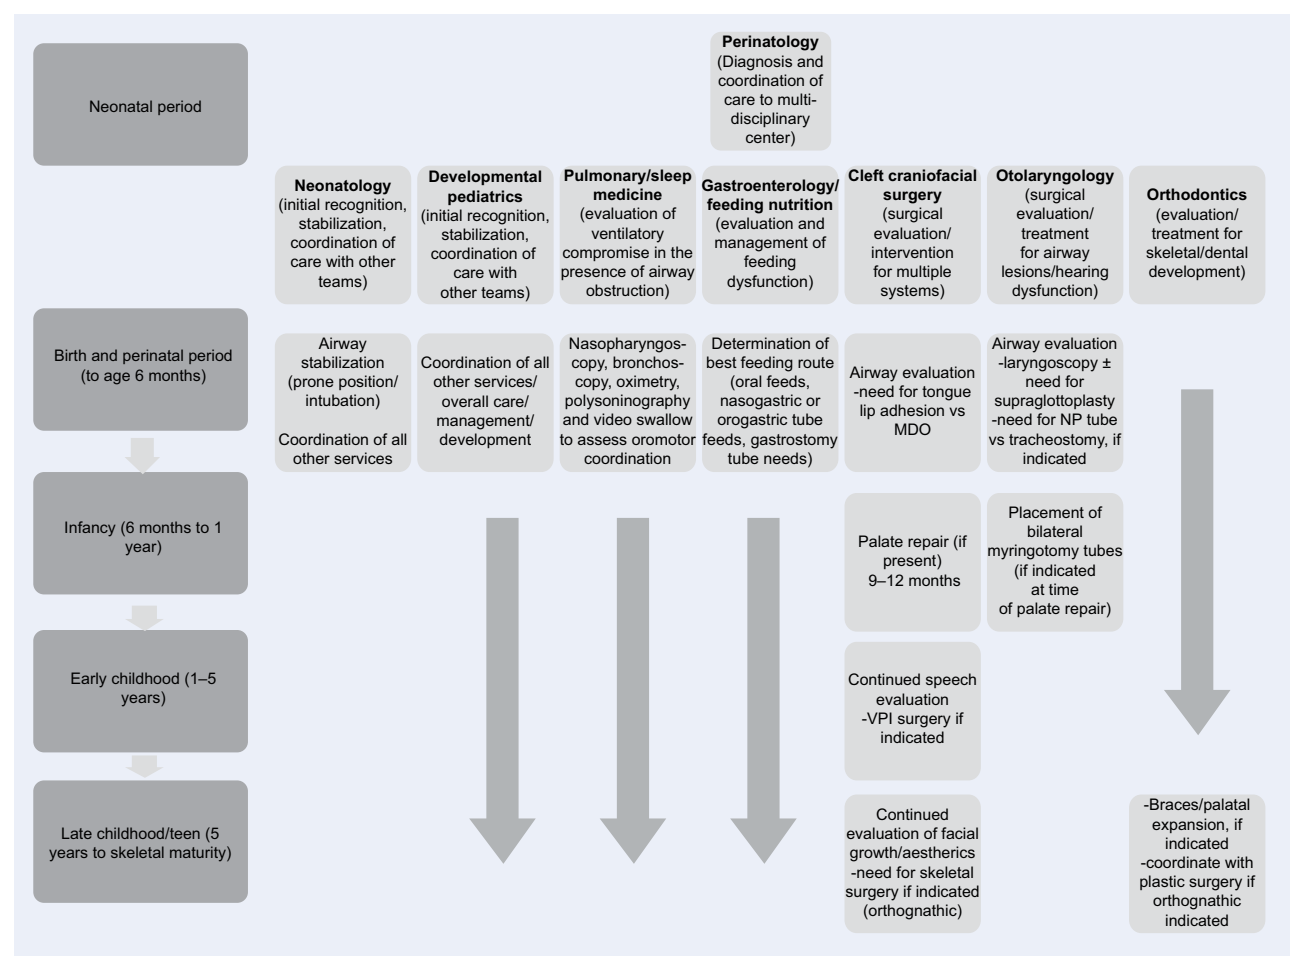 Neonatal period
Perinatology
(Diagnosis and
coordination of
care to multi-
disciplinary
center)
Neonatology
(initial recognition,
stabilization,
coordination of
care with other
teams)
Developmental
pediatrics
(initial recognition,
stabilization,
coordination of
care with
other teams)
Pulmonary/sleep
medicine
(evaluation of
ventilatory
compromise in the
presence of airway
obstruction)
Gastroenterology/
feeding nutrition
(evaluation and
management of
feeding
dysfunction)
Cleft craniofacial
surgery
(surgical
evaluation/
intervention
for multiple
systems)
Otolaryngology
(surgical
evaluation/
treatment
for airway
lesions/hearing
dysfunction)
Orthodontics
(evaluation/
treatment for
skeletal/dental
development)
Birth and perinatal period
(to age 6 months)
Airway
stabilization
(prone position/
intubation)
Coordination of all
other services
Coordination of all
other services/
overall care/
management/
development
Nasopharyngos-
copy, bronchos-
copy, oximetry,
polysoninography
and video swallow
to assess oromotor
coordination
Determination of
best feeding route
(oral feeds,
nasogastric or
orogastric tube
feeds, gastrostomy
tube needs)
Airway evaluation
-need for tongue
lip adhesion vs
MDO
Airway evaluation
-laryngoscopy ±
need for
supraglottoplasty
-need for NP tube
vs tracheostomy, if
indicated
Infancy (6 months to 1
year)
Palate repair (if
present)
9–12 months
Placement of
bilateral
myringotomy tubes
(if indicated
at time
of palate repair)
Early childhood (1–5
years)
Continued speech
evaluation
-VPI surgery if
indicated
Late childhood/teen (5
years to skeletal maturity)
Continued
evaluation of facial
growth/aestherics
-need for skeletal
surgery if indicated
(orthognathic)
-Braces/palatal
expansion, if
indicated
-coordinate with
plastic surgery if
orthognathic
indicated